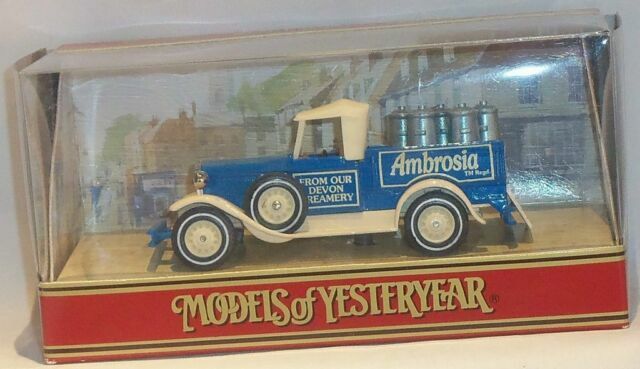 Ambrosia
TM Regd
FROM OUR
DEVON
CREAMERY
MODELS of YESTERYEAR®